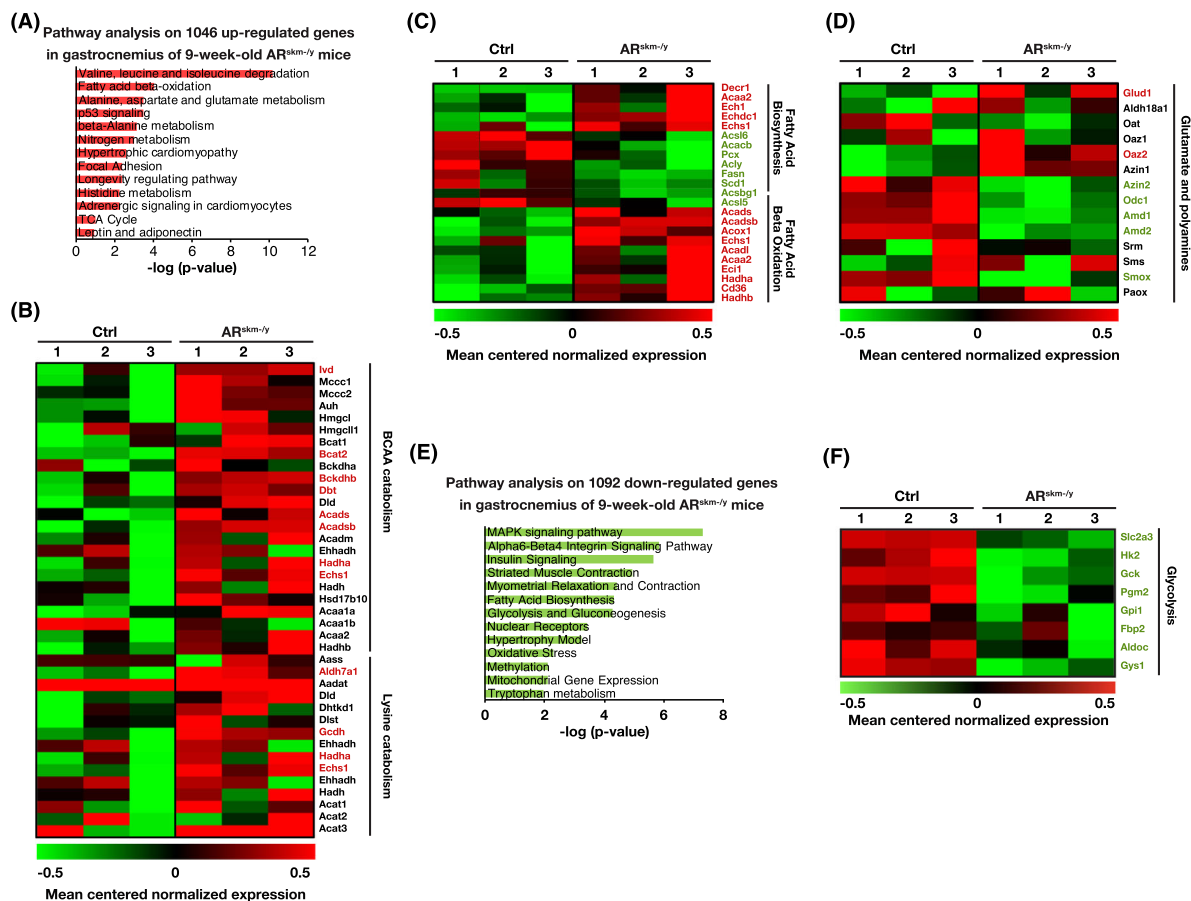 (A)
Pathway analysis on 1046 up-regulated genes
in gastrocnemius of 9-week-old ARskm-/y mice
Valine, leucine and isoleucine degradation
Fatty acid beta-oxidation
Alanine, aspartate and glutamate metabolism
p53 signaling
beta-Alanine metabolism
Nitrogen metabolism
Hypertrophic cardiomyopathy
Focal Adhesion
Longevity regulating pathway
Histidine metabolism
Adrenergic signaling in cardiomyocytes
TCA Cycle
Leptin and adiponectin
0 2 4 6 8 10 12
-log (p-value)
(B)
Ctrl ARskm-/y
1 2 3 1 2 3
Ivd
Mccc1
Mccc2
Auh
Hmgcl
Hmgcll1
Bcat1
Bcat2
Bckdha
Bckdhb
Dbt
Dld
Acads
Acadsb
Acadm
Ehhadh
Hadha
Echs1
Hadh
Hsd17b10
Acaa1a
Acaa1b
Acaa2
Hadhb
Aass
Aldh7a1
Aadat
Dld
Dhtkd1
Dlst
Gcdh
Ehhadh
Hadha
Echs1
Ehhadh
Hadh
Acat1
Acat2
Acat3
BCAA catabolism
Lysine catabolism
-0.5 0 0.5
Mean centered normalized expression
(C)
Ctrl ARskm-/y
1 2 3 1 2 3
Decr1
Acaa2
Ech1
Echdc1
Echs1
Acsl6
Acacb
Pcx
Acly
Fasn
Scd1
Acsbg1
Acsl5
Acads
Acadsb
Acox1
Echs1
Acadl
Acaa2
Eci1
Hadha
Cd36
Hadhb
Fatty Acid
Biosynthesis
Fatty Acid
Beta Oxidation
-0.5 0 0.5
Mean centered normalized expression
(D)
Ctrl ARskm-/y
1 2 3 1 2 3
Glud1
Aldh18a1
Oat
Oaz1
Oaz2
Azin1
Azin2
Odc1
Amd1
Amd2
Srm
Sms
Smox
Paox
Glutamate and polyamines
-0.5 0 0.5
Mean centered normalized expression
(E)
Pathway analysis on 1092 down-regulated genes
in gastrocnemius of 9-week-old ARskm-/y mice
MAPK signaling pathway
Alpha6-Beta4 Integrin Signaling Pathway
Insulin Signaling
Striated Muscle Contraction
Myometrial Relaxation and Contraction
Fatty Acid Biosynthesis
Glycolysis and Gluconeogenesis
Nuclear Receptors
Hypertrophy Model
Oxidative Stress
Methylation
Mitochondrial Gene Expression
Tryptophan metabolism
0 2 4 6 8
-log (p-value)
(F)
Ctrl ARskm-/y
1 2 3 1 2 3
Slc2a3
Hk2
Gck
Pgm2
Gpi1
Fbp2
Aldoc
Gys1
Glycolysis
-0.5 0 0.5
Mean centered normalized expression